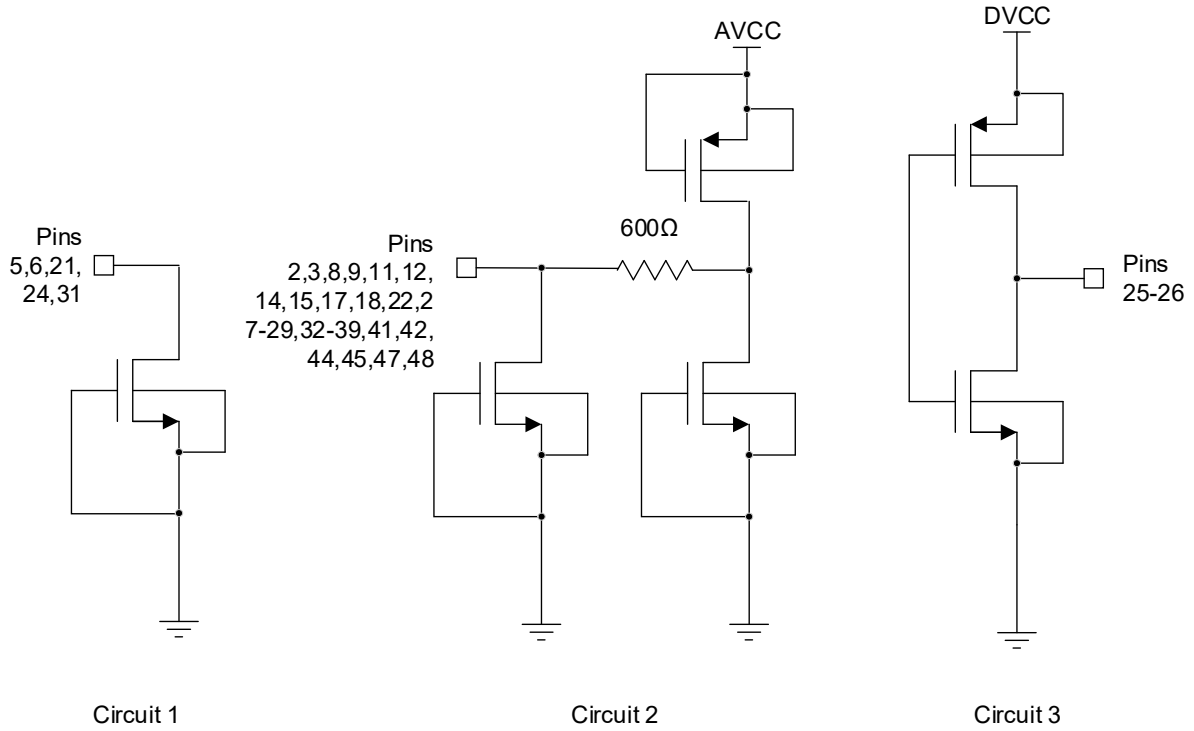 AVCC
DVCC
Pins
5,6,21,
24,31
Pins
2,3,8,9,11,12,
14,15,17,18,22,2
7-29,32-39,41,42,
44,45,47,48
600Ω
Pins
25-26
Circuit 1
Circuit 2
Circuit 3